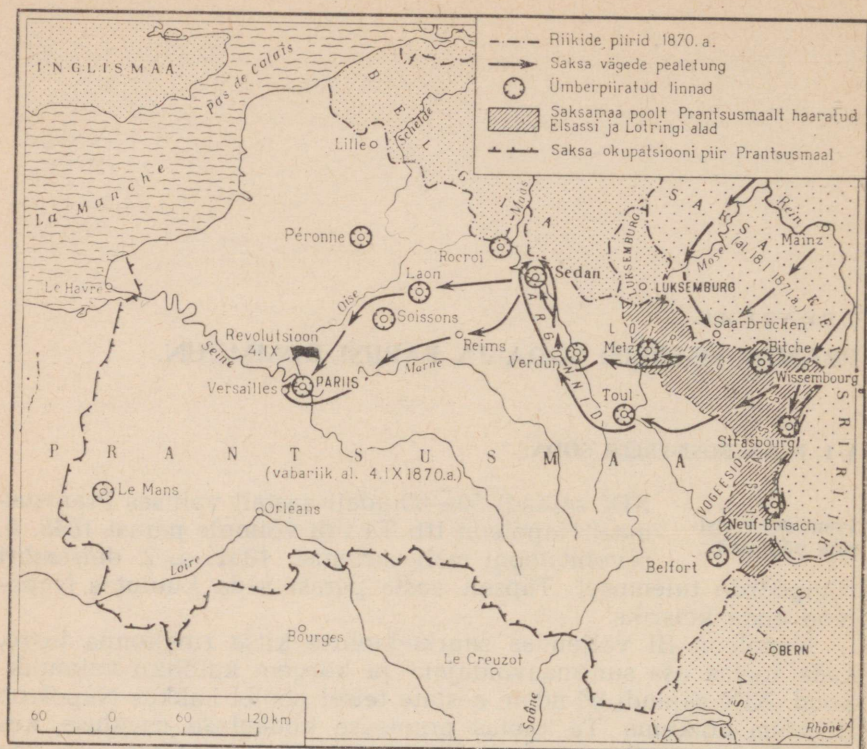 Riikide piirid 1870. a.
Saksa vägede pealetung
Ümberpiiratud linnad
Saksamaa poolt Prantsusmaalt haaratud
Elsassi ja Lotringi alad
Saksa okupatsiooni piir Prantsusmaal
INGLISMAA
Pas de Calais
La Manche
BELGIA
Schelde
Lille
Maas
Péronne
Rocroi
Sedan
LUKSEMBURG
LUKSEMBURG
SAKSA KEISRIRIIK
(al. 18.I 1871.a.)
Mosel
Rein
Mainz
Le Havre
Laon
Oise
Soissons
Reims
ARGONNID
Verdun
Metz
LOTRING
Saarbrücken
Bitche
Wissembourg
Seine
Revolutsioon
4.IX
Versailles
PARIIS
Marne
Toul
Strasbourg
ELSASS
VOGEESID
PRANTSUSMAA
(vabariik al. 4.IX 1870.a.)
Le Mans
Orléans
Neuf-Brisach
Belfort
Loire
Bourges
Le Creuzot
Saône
ŠVEITS
BERN
Rhône
60 0 60 120 km